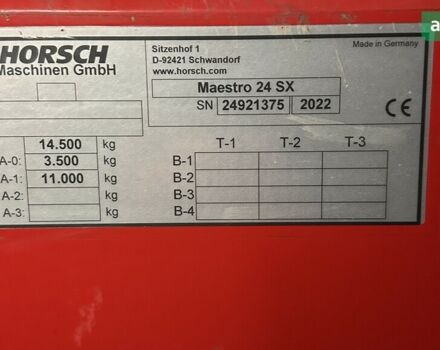 HORSCH
Maschinen GmbH
Sitzenhof 1
D-92421 Schwandorf
www.horsch.com
Made in Germany
Maestro 24 SX
SN 24921375 2022
CE
14.500 kg
A-0: 3.500 kg
A-1: 11.000 kg
A-2: kg
A-3: kg
T-1 T-2 T-3
B-1
B-2
B-3
B-4